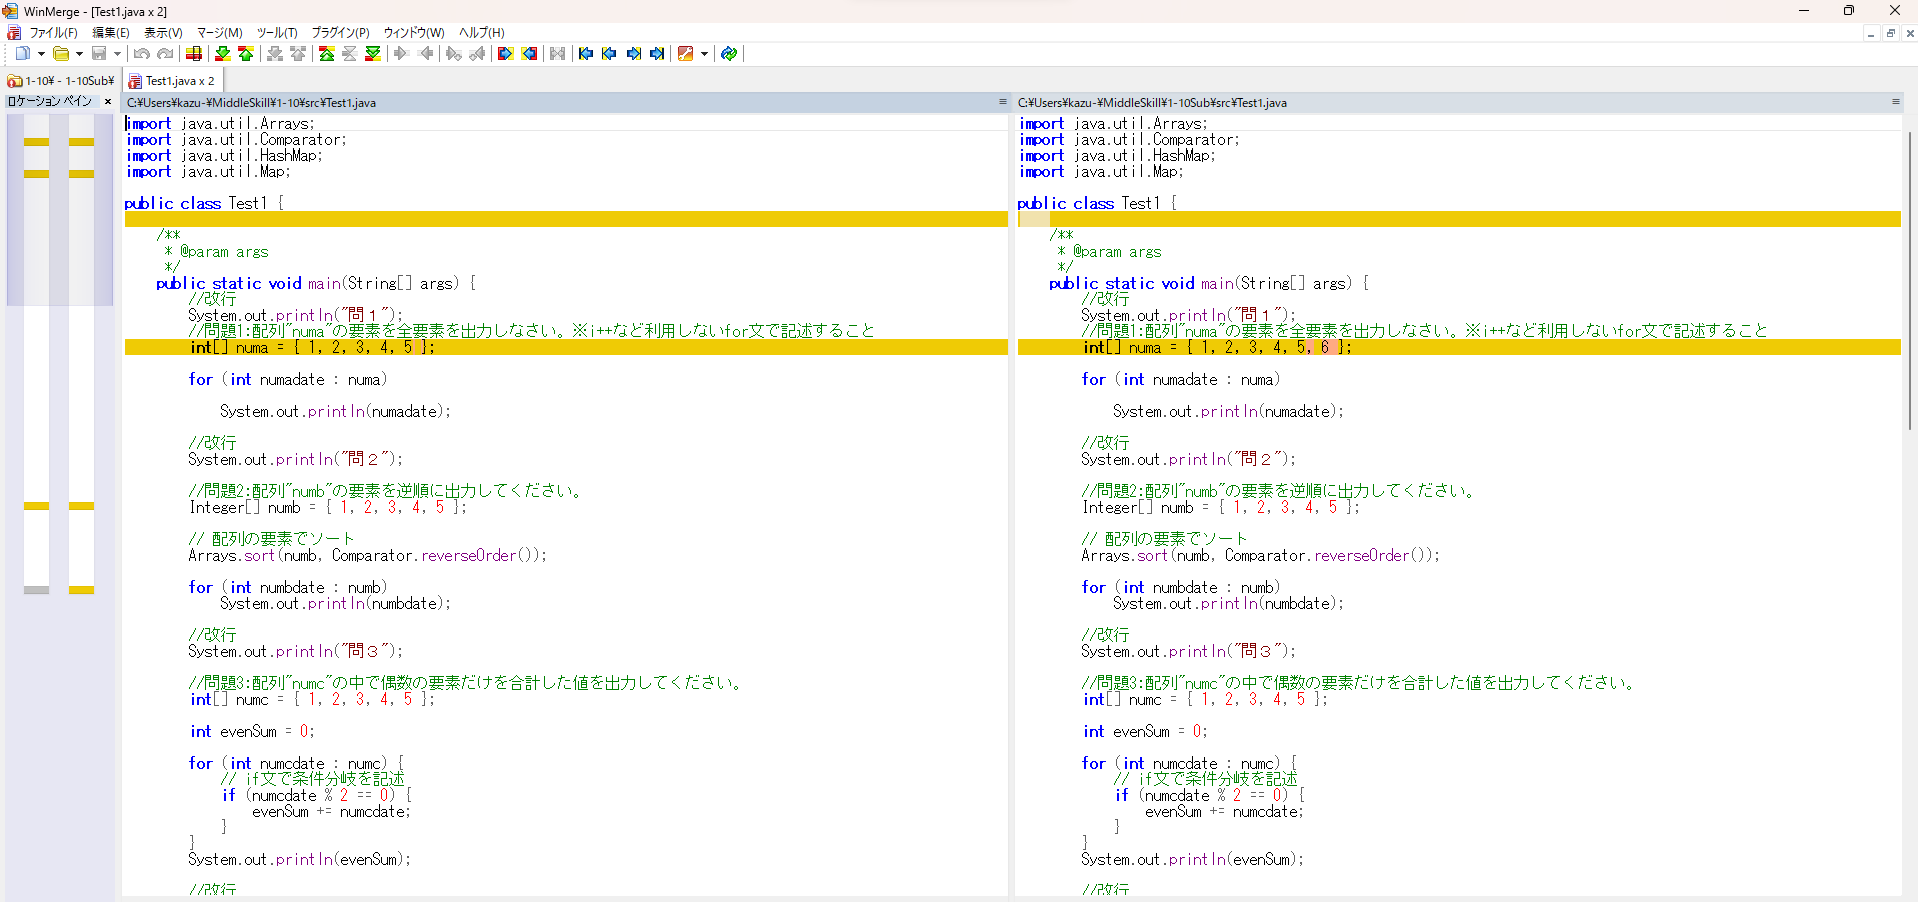 WinMerge - [Test1.java x 2]
ファイル(F) 編集(E) 表示(V) マージ(M) ツール(T) プラグイン(P) ウィンドウ(W) ヘルプ(H)
1-10¥ - 1-10Sub¥ Test1.java x 2
ロケーション ペイン ×
C:¥Users¥kazu-¥MiddleSkill¥1-10¥src¥Test1.java
import java.util.Arrays;
import java.util.Comparator;
import java.util.HashMap;
import java.util.Map;
public class Test1 {
/**
* @param args
*/
public static void main(String[] args) {
//改行
System.out.println("問１");
//問題1:配列"numa"の要素を全要素を出力しなさい。※i++など利用しないfor文で記述すること
int[] numa = { 1, 2, 3, 4, 5 };
for (int numadate : numa)
System.out.println(numadate);
//改行
System.out.println("問２");
//問題2:配列"numb"の要素を逆順に出力してください。
Integer[] numb = { 1, 2, 3, 4, 5 };
// 配列の要素でソート
Arrays.sort(numb, Comparator.reverseOrder());
for (int numbdate : numb)
System.out.println(numbdate);
//改行
System.out.println("問３");
//問題3:配列"numc"の中で偶数の要素だけを合計した値を出力してください。
int[] numc = { 1, 2, 3, 4, 5 };
int evenSum = 0;
for (int numcdate : numc) {
// if文で条件分岐を記述
if (numcdate % 2 == 0) {
evenSum += numcdate;
}
}
System.out.println(evenSum);
//改行
C:¥Users¥kazu-¥MiddleSkill¥1-10Sub¥src¥Test1.java
import java.util.Arrays;
import java.util.Comparator;
import java.util.HashMap;
import java.util.Map;
public class Test1 {
/**
* @param args
*/
public static void main(String[] args) {
//改行
System.out.println("問１");
//問題1:配列"numa"の要素を全要素を出力しなさい。※i++など利用しないfor文で記述すること
int[] numa = { 1, 2, 3, 4, 5, 6 };
for (int numadate : numa)
System.out.println(numadate);
//改行
System.out.println("問２");
//問題2:配列"numb"の要素を逆順に出力してください。
Integer[] numb = { 1, 2, 3, 4, 5 };
// 配列の要素でソート
Arrays.sort(numb, Comparator.reverseOrder());
for (int numbdate : numb)
System.out.println(numbdate);
//改行
System.out.println("問３");
//問題3:配列"numc"の中で偶数の要素だけを合計した値を出力してください。
int[] numc = { 1, 2, 3, 4, 5 };
int evenSum = 0;
for (int numcdate : numc) {
// if文で条件分岐を記述
if (numcdate % 2 == 0) {
evenSum += numcdate;
}
}
System.out.println(evenSum);
//改行